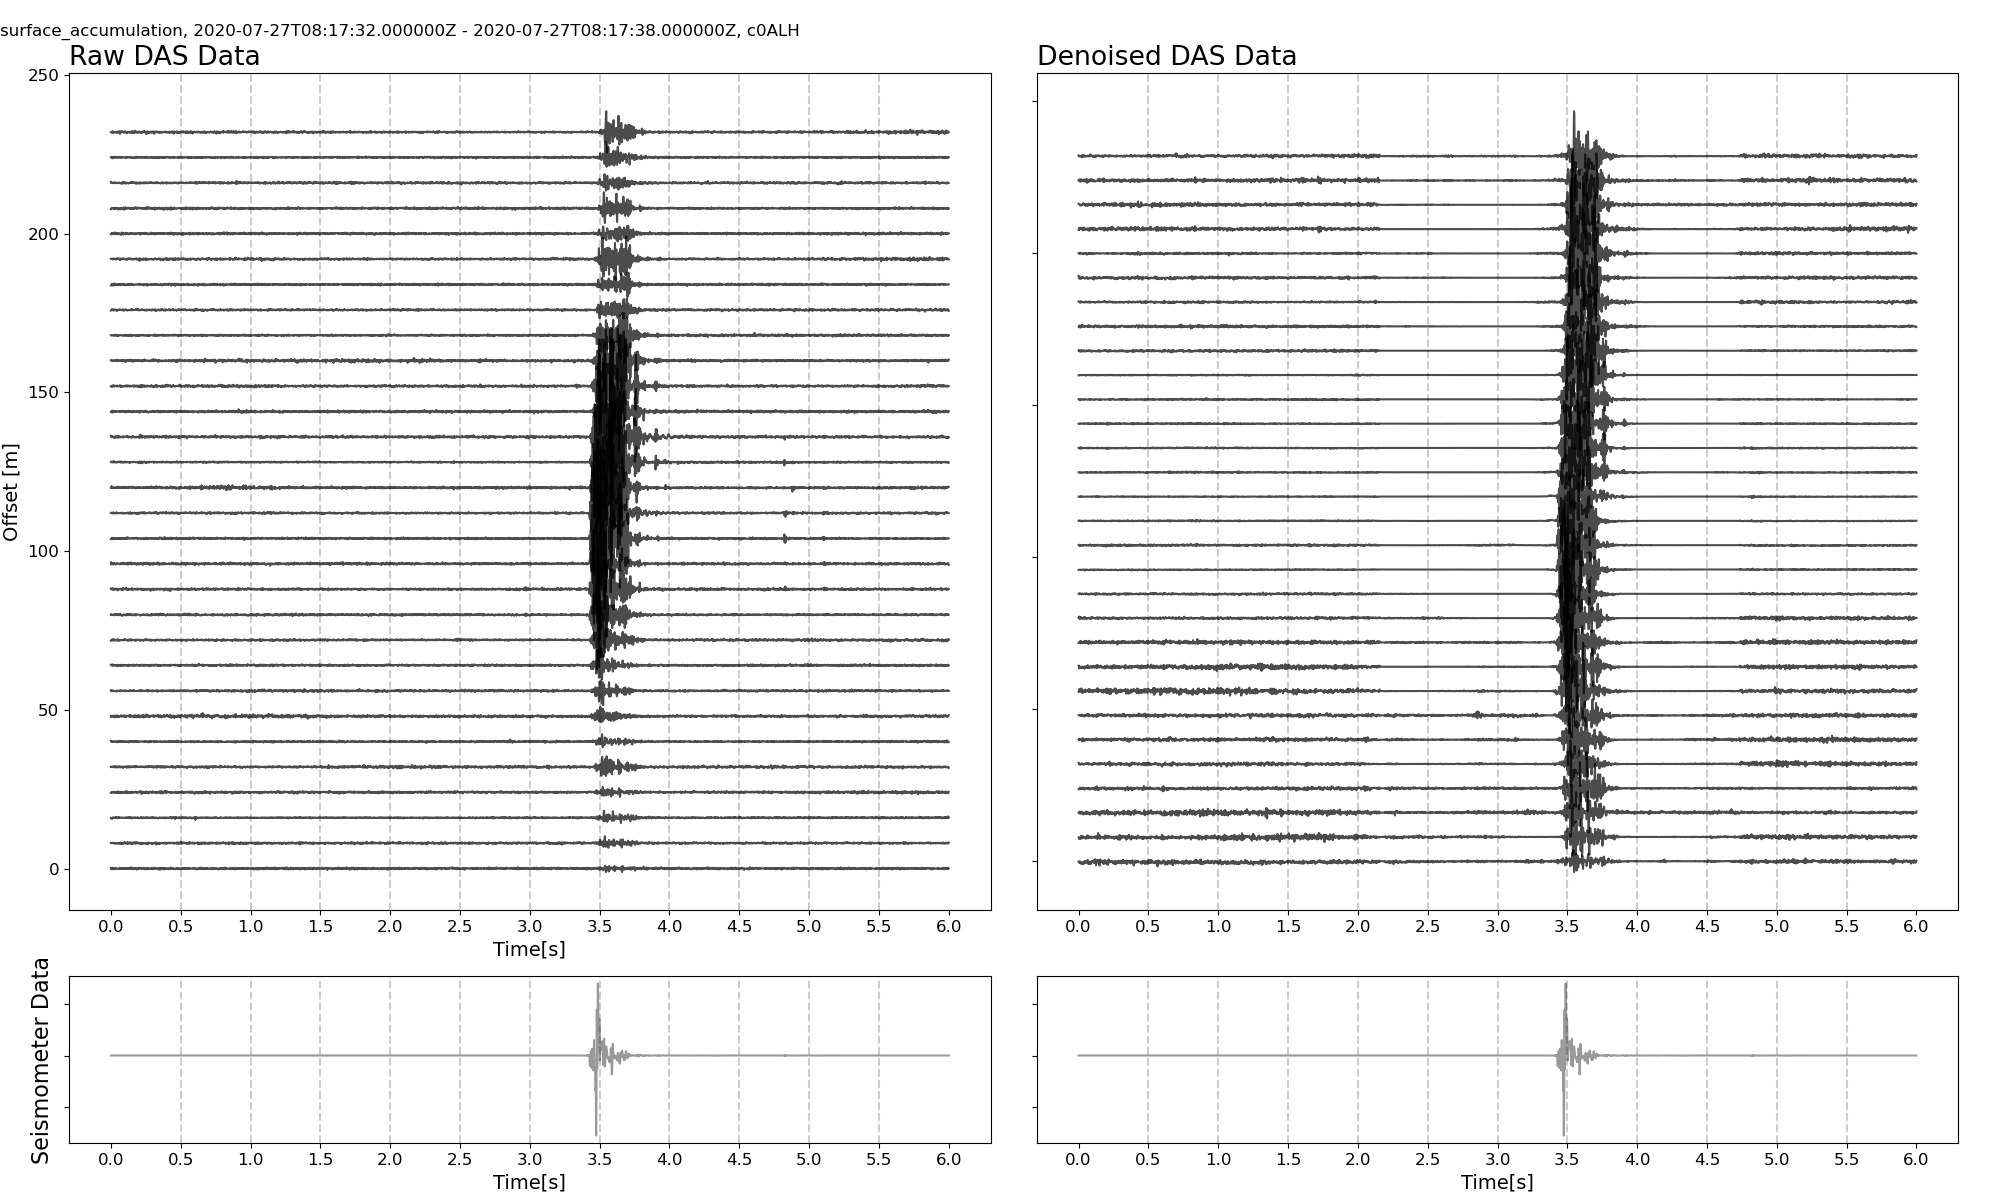 surface_accumulation, 2020-07-27T08:17:32.000000Z - 2020-07-27T08:17:38.000000Z, c0ALH
Raw DAS Data
Denoised DAS Data
250
200
150
100
50
0
Offset [m]
0.0 0.5 1.0 1.5 2.0 2.5 3.0 3.5 4.0 4.5 5.0 5.5 6.0
Time[s]
0.0 0.5 1.0 1.5 2.0 2.5 3.0 3.5 4.0 4.5 5.0 5.5 6.0
Seismometer Data
0.0 0.5 1.0 1.5 2.0 2.5 3.0 3.5 4.0 4.5 5.0 5.5 6.0
Time[s]
0.0 0.5 1.0 1.5 2.0 2.5 3.0 3.5 4.0 4.5 5.0 5.5 6.0
Time[s]